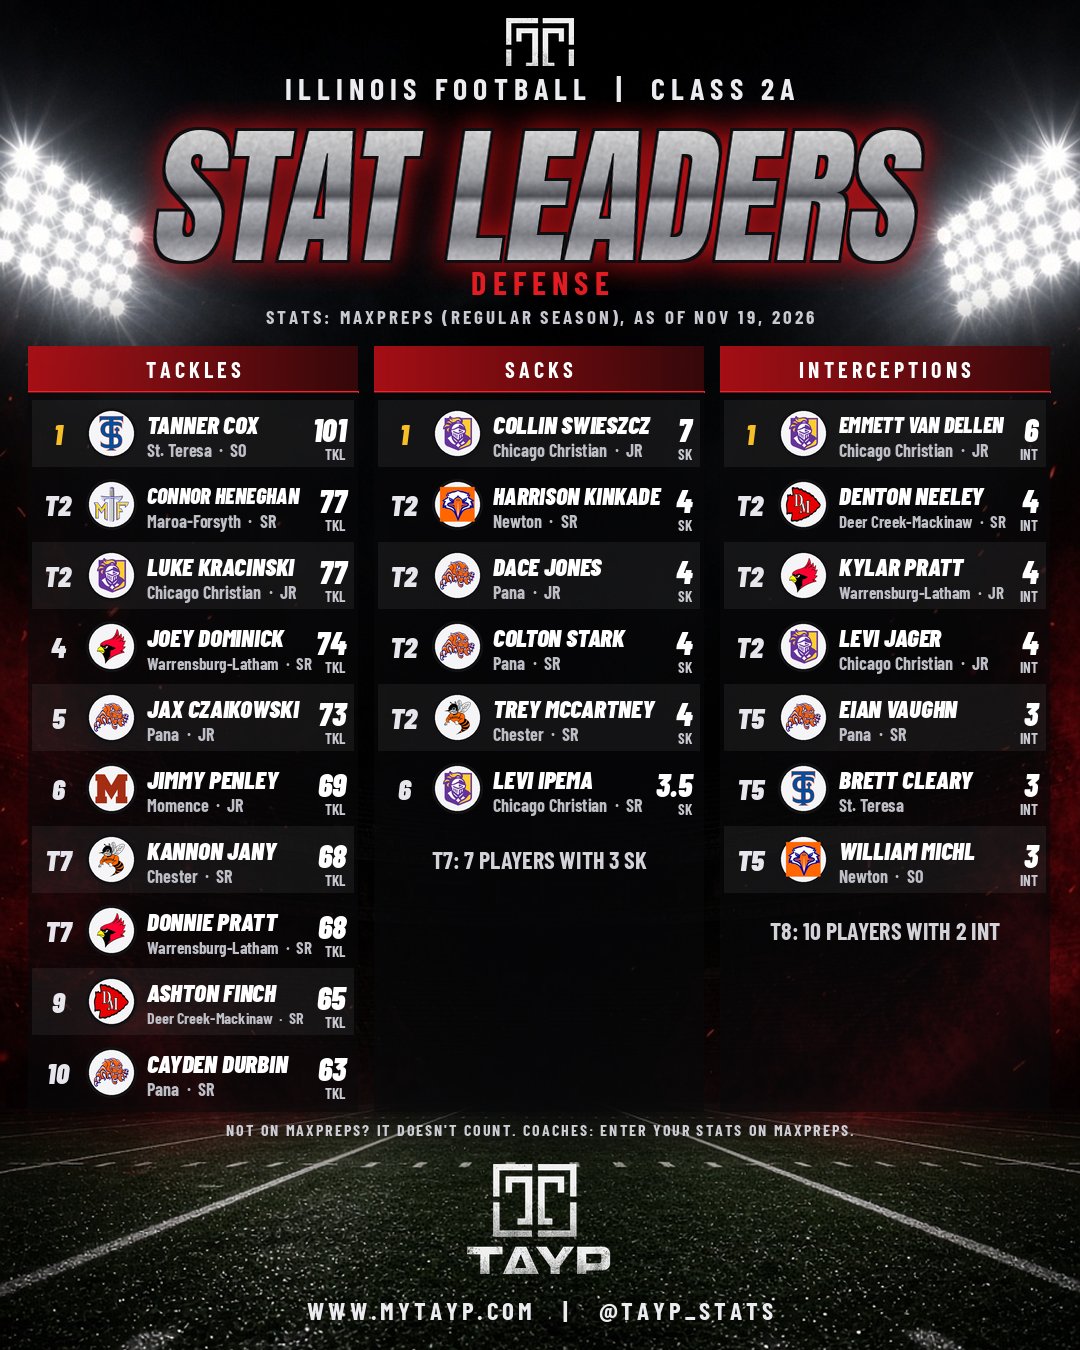 ILLINOIS FOOTBALL | CLASS 2A
STAT LEADERS
DEFENSE
STATS: MAXPREPS (REGULAR SEASON), AS OF NOV 19, 2026
TACKLES
1 TANNER COX 101
St. Teresa · SO TKL
T2 CONNOR HENEGHAN 77
Maroa-Forsyth · SR TKL
T2 LUKE KRACINSKI 77
Chicago Christian · JR TKL
4 JOEY DOMINICK 74
Warrensburg-Latham · SR TKL
5 JAX CZAIKOWSKI 73
Pana · JR TKL
6 JIMMY PENLEY 69
Momence · JR TKL
T7 KANNON JANY 68
Chester · SR TKL
T7 DONNIE PRATT 68
Warrensburg-Latham · SR TKL
9 ASHTON FINCH 65
Deer Creek-Mackinaw · SR TKL
10 CAYDEN DURBIN 63
Pana · SR TKL
SACKS
1 COLLIN SWIESZCZ 7
Chicago Christian · JR SK
T2 HARRISON KINKADE 4
Newton · SR SK
T2 DACE JONES 4
Pana · JR SK
T2 COLTON STARK 4
Pana · SR SK
T2 TREY MCCARTNEY 4
Chester · SR SK
6 LEVI IPEMA 3.5
Chicago Christian · SR SK
T7: 7 PLAYERS WITH 3 SK
INTERCEPTIONS
1 EMMETT VAN DELLEN 6
Chicago Christian · JR INT
T2 DENTON NEELEY 4
Deer Creek-Mackinaw · SR INT
T2 KYLAR PRATT 4
Warrensburg-Latham · JR INT
T2 LEVI JAGER 4
Chicago Christian · JR INT
T5 EIAN VAUGHN 3
Pana · SR INT
T5 BRETT CLEARY 3
St. Teresa INT
T5 WILLIAM MICHL 3
Newton · SO INT
T8: 10 PLAYERS WITH 2 INT
NOT ON MAXPREPS? IT DOESN'T COUNT. COACHES: ENTER YOUR STATS ON MAXPREPS.
TAYP
WWW.MYTAYP.COM | @TAYP_STATS